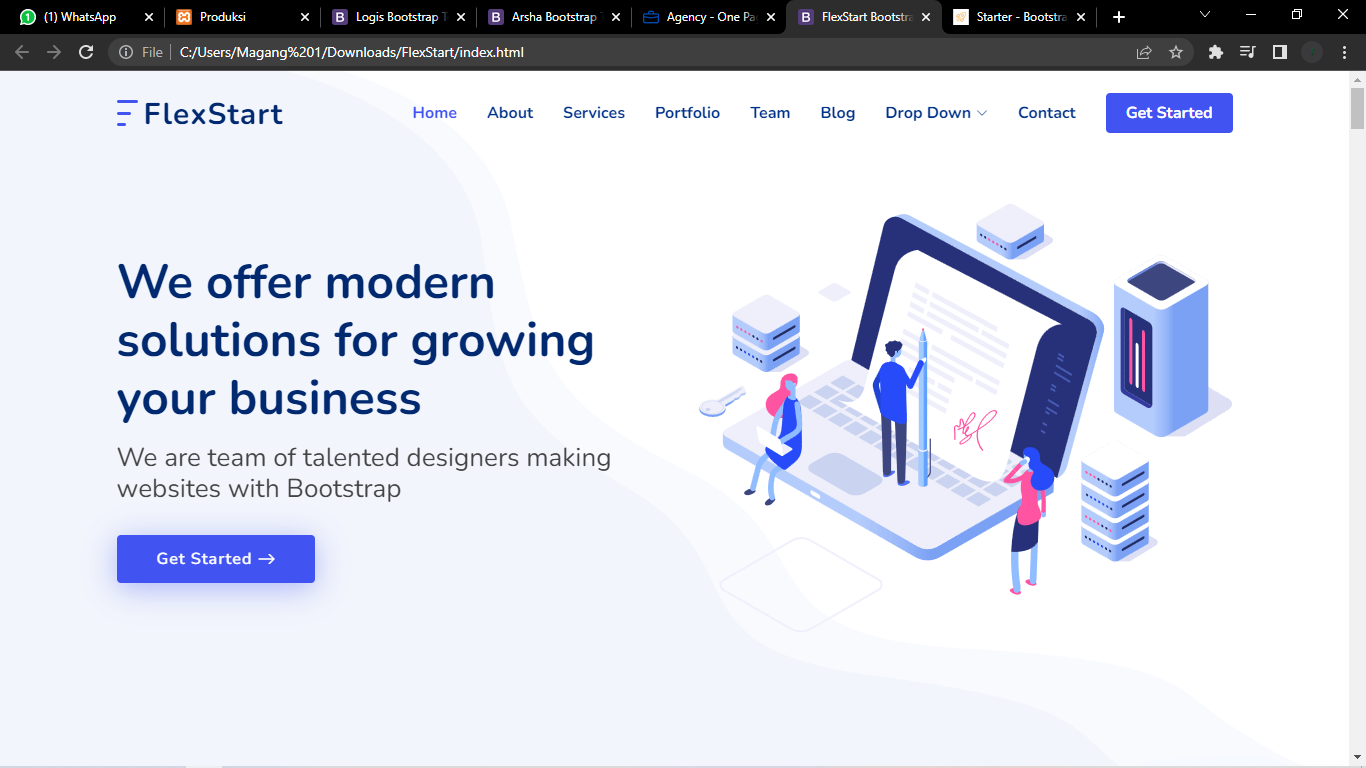 (1) WhatsApp
Produksi
Logis Bootstrap T
Arsha Bootstrap
Agency - One Pa
FlexStart Bootstra
Starter - Bootstra
File
C:/Users/Magang%201/Downloads/FlexStart/index.html
FlexStart
Home
About
Services
Portfolio
Team
Blog
Drop Down
Contact
Get Started
We offer modern
solutions for growing
your business
We are team of talented designers making
websites with Bootstrap
Get Started →